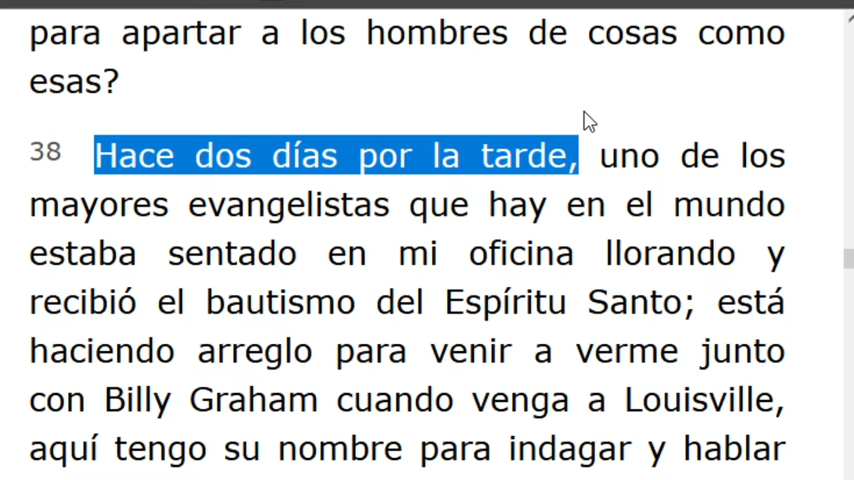 para apartar a los hombres de cosas como
esas?
38 Hace dos días por la tarde, uno de los
mayores evangelistas que hay en el mundo
estaba sentado en mi oficina llorando y
recibió el bautismo del Espíritu Santo; está
haciendo arreglo para venir a verme junto
con Billy Graham cuando venga a Louisville,
aquí tengo su nombre para indagar y hablar